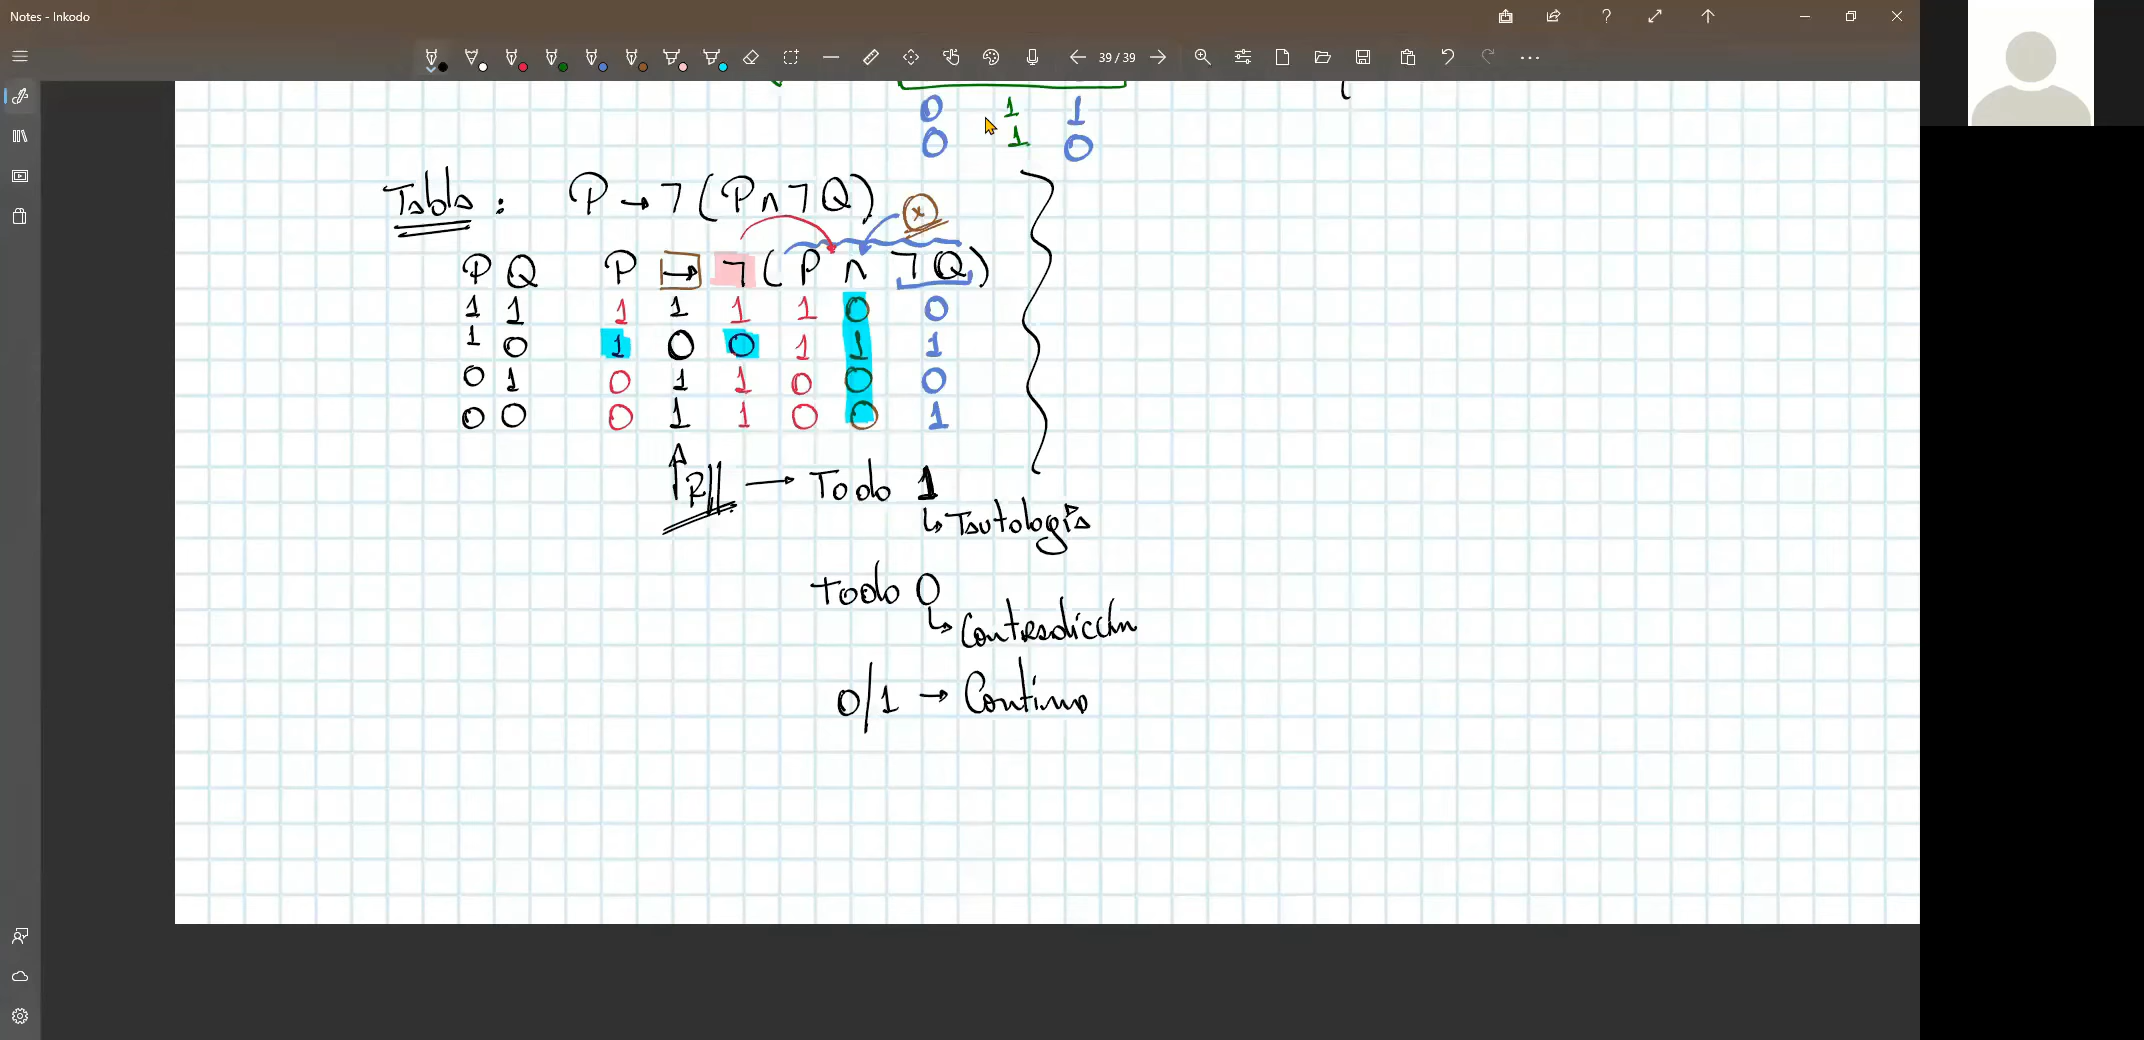 Notes - Inkodo
39 / 39
0 1 1
0 1 0
Tabla : P → ¬ ( P ∧ ¬ Q )
P Q P → ¬ ( P ∧ ¬ Q )
1 1 1 1 1 1 0 0
1 0 1 0 0 1 1 1
0 1 0 1 1 0 0 0
0 0 0 1 1 0 0 1
R → Todo 1
↳ Tautologia
Todo 0
↳ Contradicción
0/1 → Contin